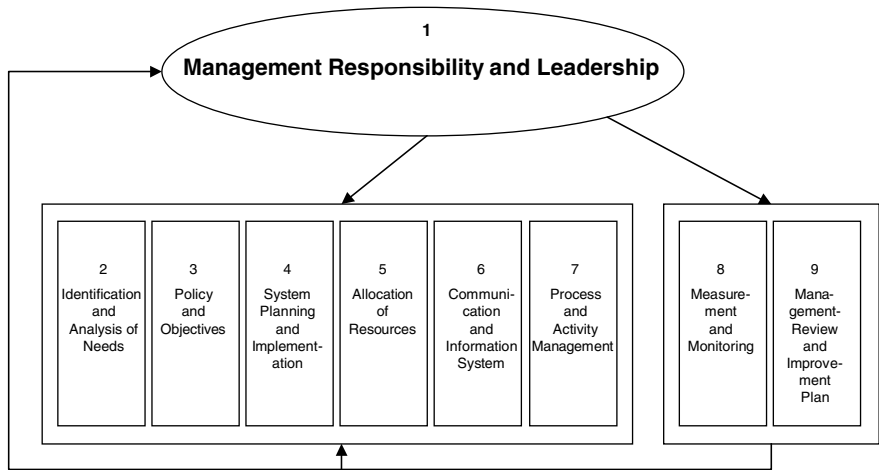 1
Management Responsibility and Leadership
2
Identification
and
Analysis of
Needs
3
Policy
and
Objectives
4
System
Planning
and
Implement-
ation
5
Allocation
of
Resources
6
Communi-
cation
and
Information
System
7
Process
and
Activity
Management
8
Measure-
ment
and
Monitoring
9
Mana-
gement-
Review
and
Improve-
ment
Plan